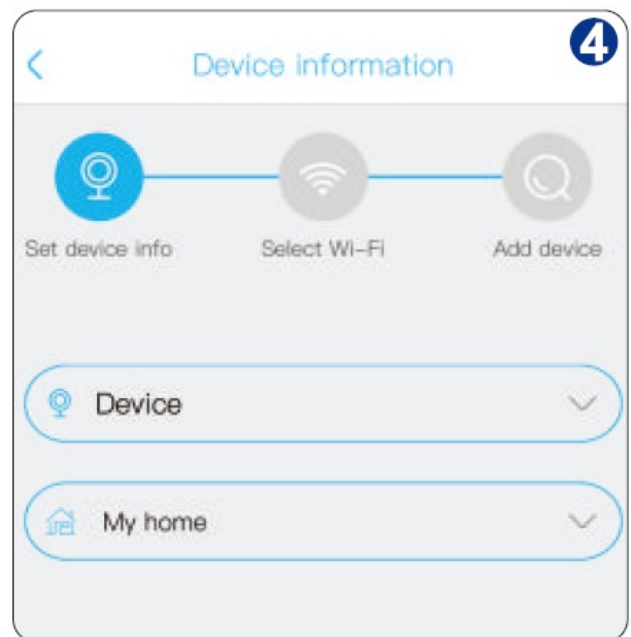 4
Device information
Set device info
Select Wi-Fi
Add device
Device
My home